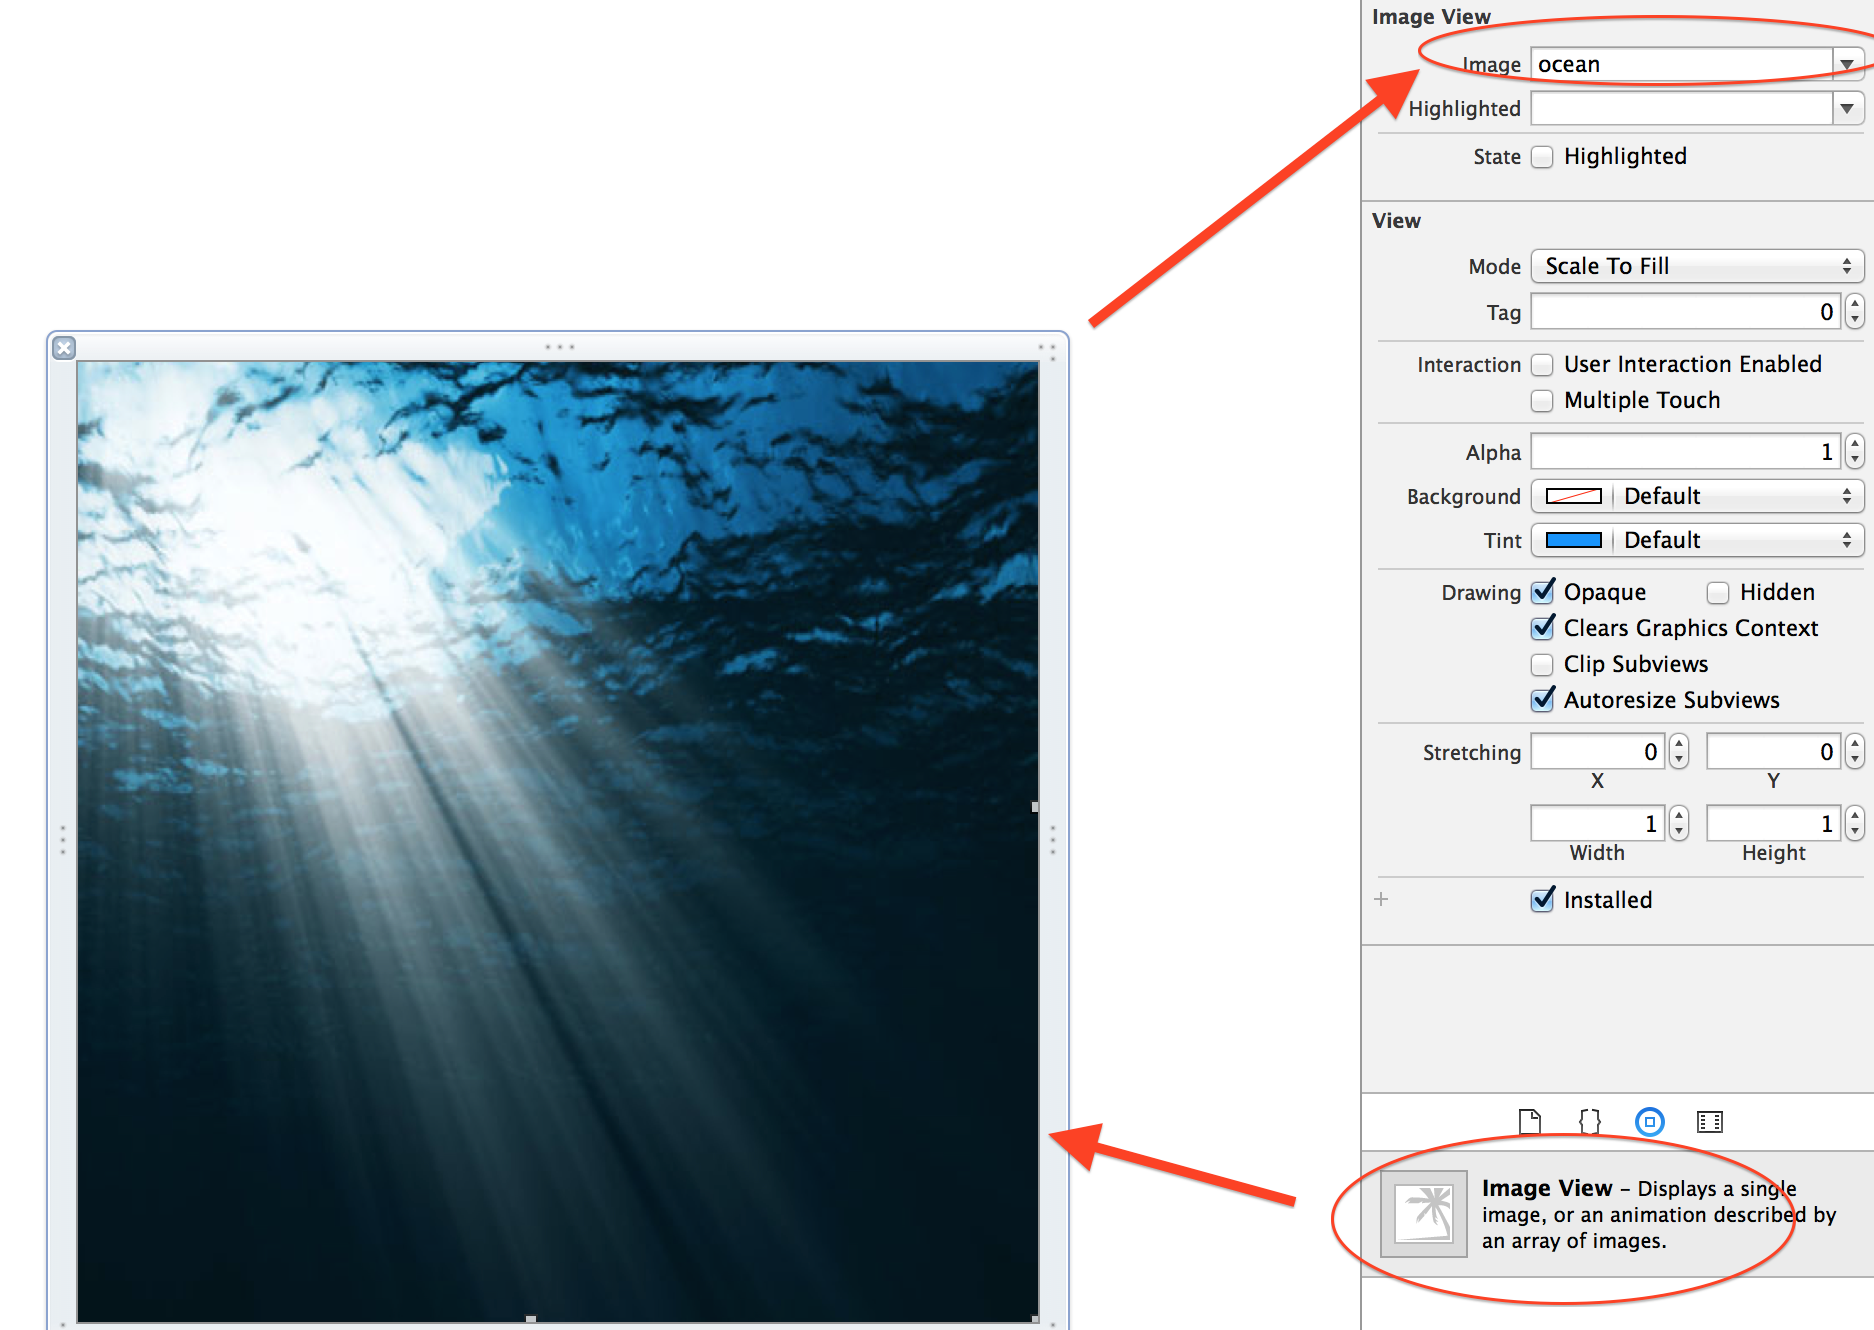 Image View
Image ocean
Highlighted
State Highlighted
View
Mode Scale To Fill
Tag 0
Interaction User Interaction Enabled
Multiple Touch
Alpha 1
Background Default
Tint Default
Drawing Opaque Hidden
Clears Graphics Context
Clip Subviews
Autoresize Subviews
Stretching 0 0
X Y
1 1
Width Height
+ Installed
{}
Image View – Displays a single
image, or an animation described by
an array of images.